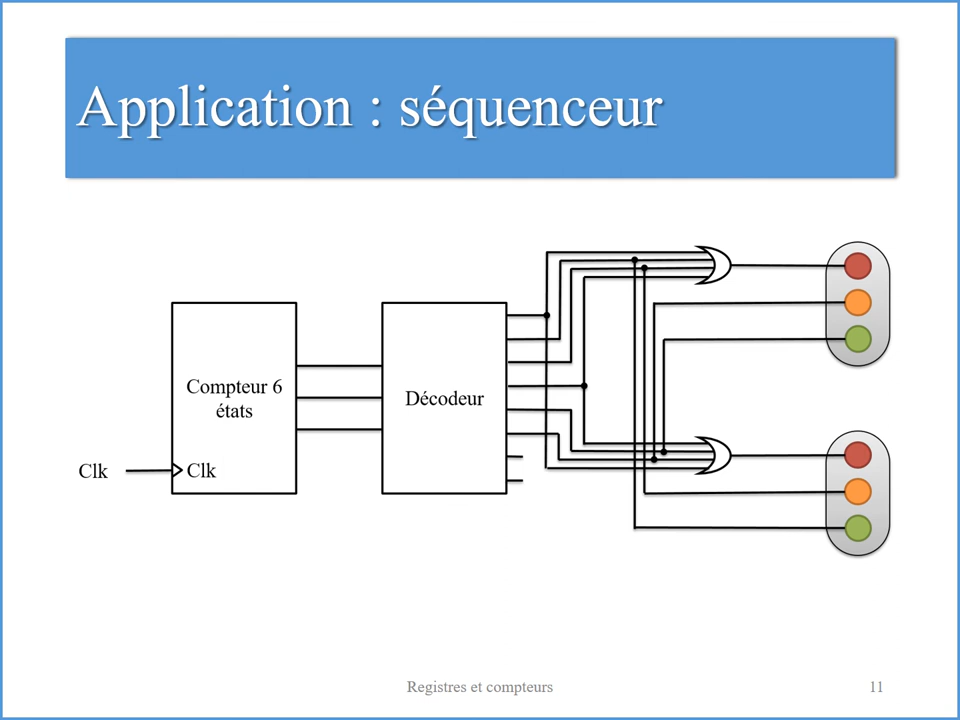 Application : séquenceur
Compteur 6
états
Décodeur
Clk
Clk
Registres et compteurs
11